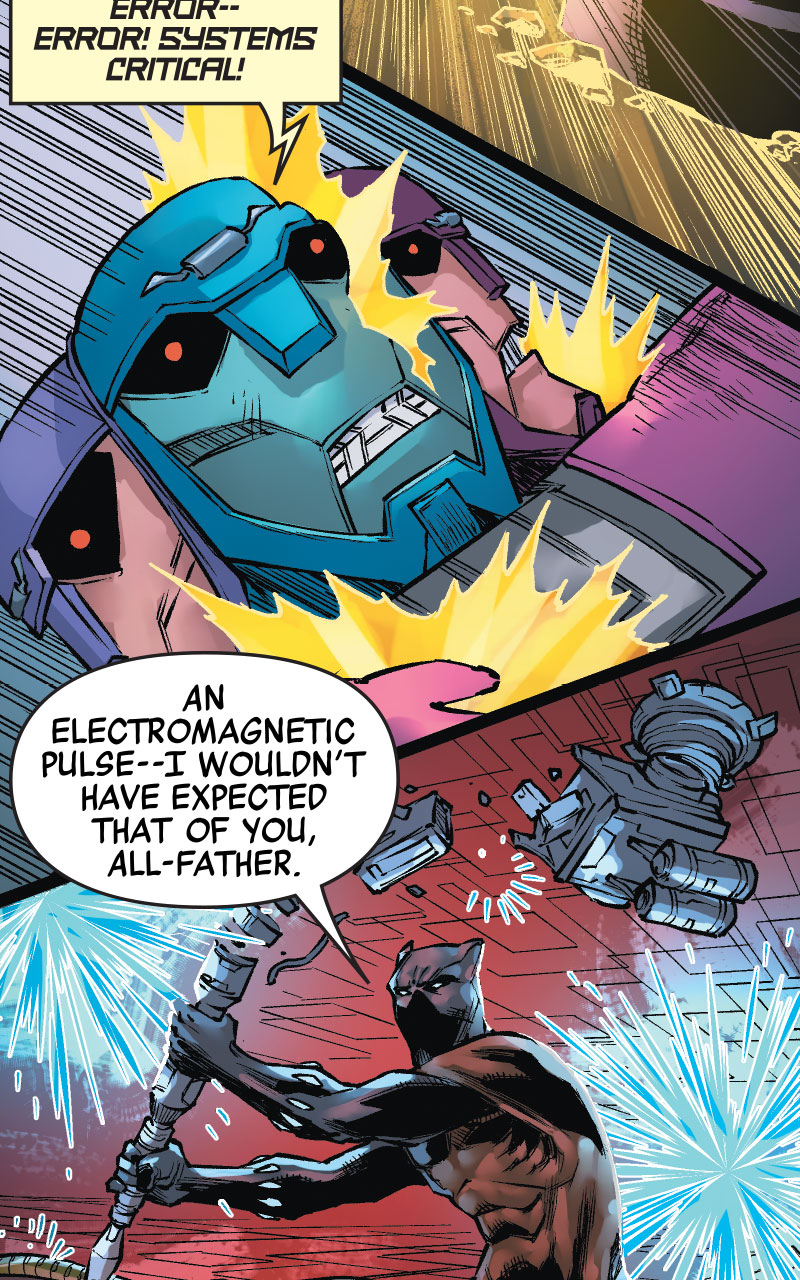 ERROR--
ERROR! SYSTEMS
CRITICAL!
AN
ELECTROMAGNETIC
PULSE--I WOULDN'T
HAVE EXPECTED
THAT OF YOU,
ALL-FATHER.